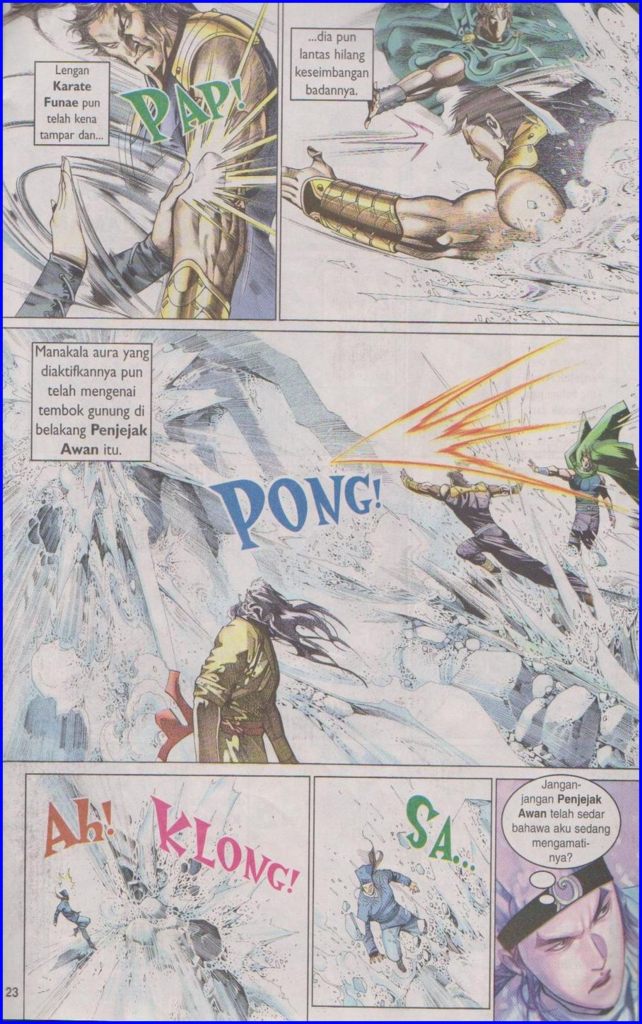 Lengan
Karate
Funae pun
telah kena
tampar dan...
PAP!
...dia pun
lantas hilang
keseimbangan
badannya.
Manakala aura yang
diaktifkannya pun
telah mengenai
tembok gunung di
belakang Penjejak
Awan itu.
PONG!
Ah!
KLONG!
SA...
Jangan-
jangan Penjejak
Awan telah sedar
bahawa aku sedang
mengamati-
nya?
23